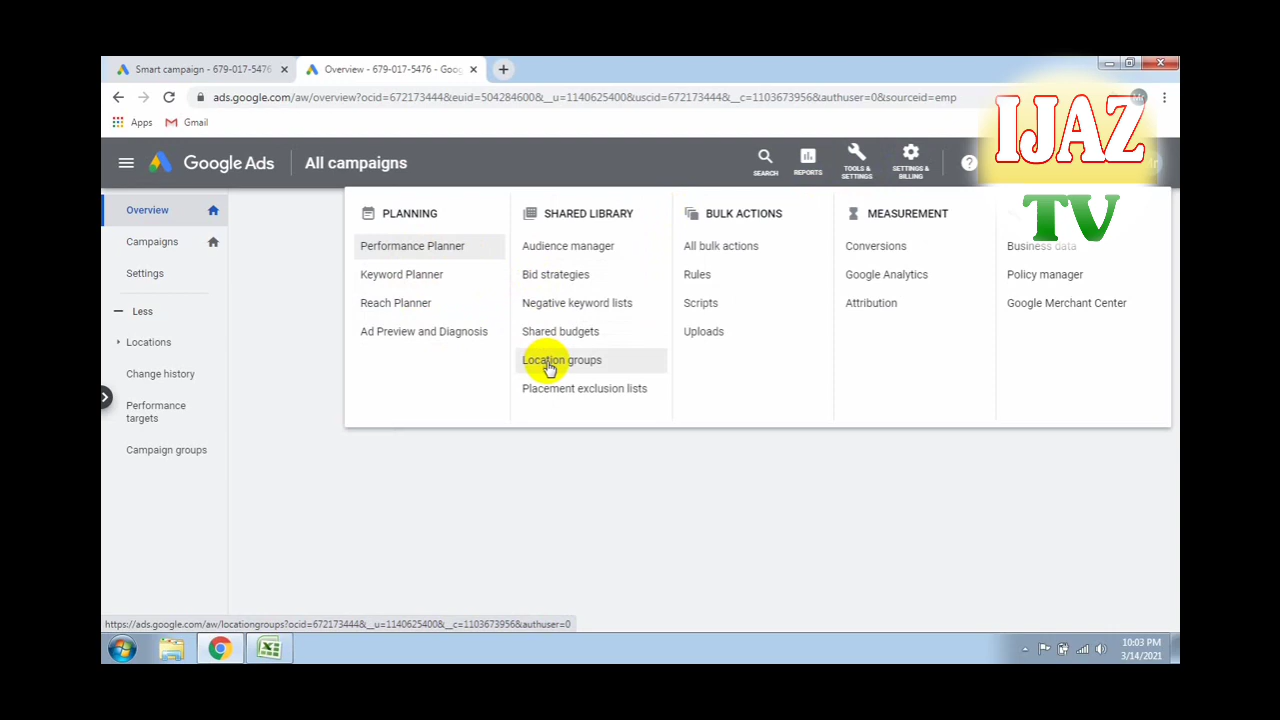 Smart campaign - 679-017-5476
Overview - 679-017-5476 - Goog
ads.google.com/aw/overview?ocid=672173444&euid=504284600&__u=1140625400&uscid=672173444&__c=1103673956&authuser=0&sourceid=emp
Apps
Gmail
IJAZ
TV
Google Ads
All campaigns
SEARCH
REPORTS
TOOLS &
SETTINGS
SETTINGS &
BILLING
Overview
Campaigns
Settings
Less
Locations
Change history
Performance
targets
Campaign groups
PLANNING
Performance Planner
Keyword Planner
Reach Planner
Ad Preview and Diagnosis
SHARED LIBRARY
Audience manager
Bid strategies
Negative keyword lists
Shared budgets
Location groups
Placement exclusion lists
BULK ACTIONS
All bulk actions
Rules
Scripts
Uploads
MEASUREMENT
Conversions
Google Analytics
Attribution
Business data
Policy manager
Google Merchant Center
https://ads.google.com/aw/locationgroups?ocid=672173444&__u=1140625400&__c=1103673956&authuser=0
10:03 PM
3/14/2021